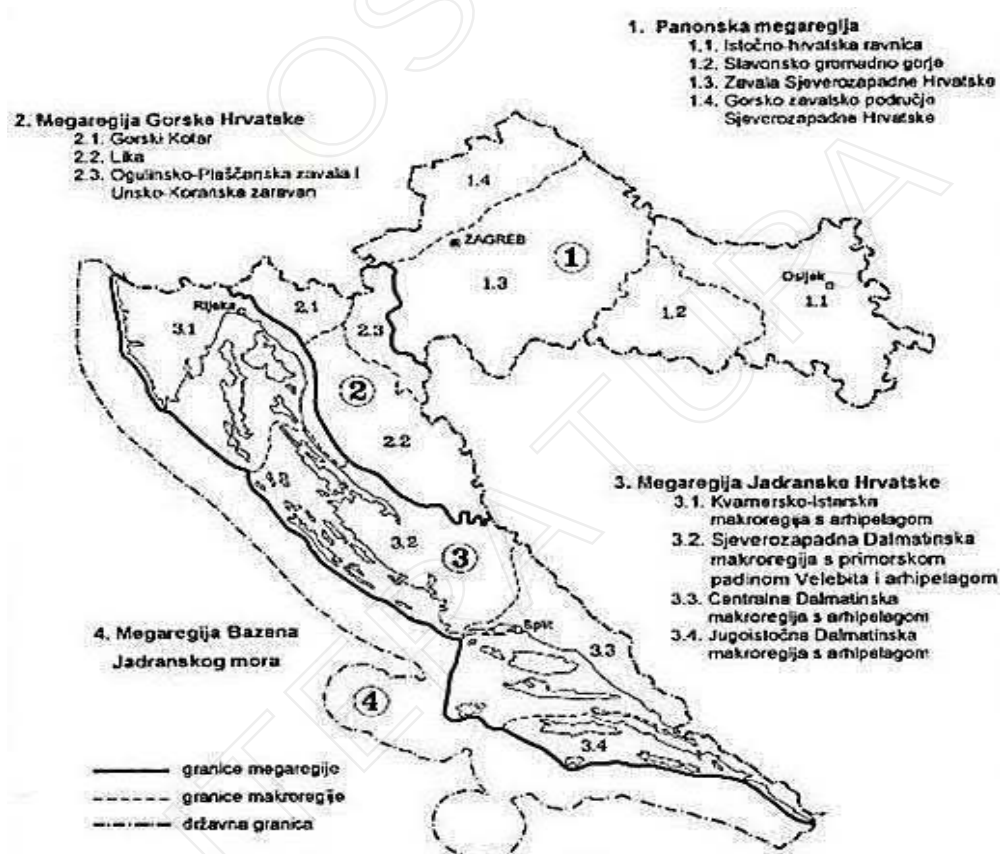 1. Panonska megaregija
1.1. Istočno-hrvatska ravnica
1.2. Slavonsko gromadno gorje
1.3. Zavala Sjeverozapadne Hrvatske
1.4. Gorsko zavalsko područje
Sjeverozapadne Hrvatske
2. Megaregija Gorske Hrvatske
2.1. Gorski Kotar
2.2. Lika
2.3. Ogulinsko-Plaščanska zavala i
Unsko-Koranska zaravan
1.4
ZAGREB
1
1.3
Osijek
1.1
1.2
2.1
Rijeka
3.1
2.3
2
2.2
3. Megaregija Jadranske Hrvatske
3.1. Kvarnersko-Istarska
makroregija s arhipelagom
3.2. Sjeverozapadna Dalmatinska
makroregija s primorskom
padinom Velebita i arhipelagom
3.3. Centralna Dalmatinska
makroregija s arhipelagom
3.4. Jugoistočna Dalmatinska
makroregija s arhipelagom
3.2
3
4. Megaregija Bazena
Jadranskog mora
Split
3.3
4
3.4
granice megaregije
granice makroregije
državna granica